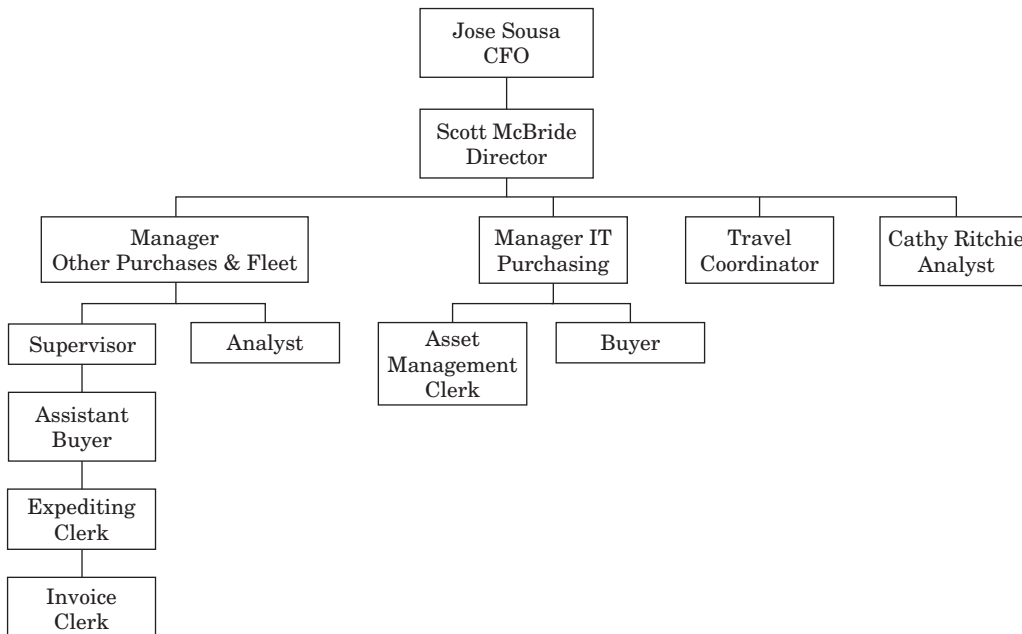 Jose Sousa
CFO
Scott McBride
Director
Manager
Other Purchases & Fleet
Manager IT
Purchasing
Travel
Coordinator
Cathy Ritchie
Analyst
Supervisor
Analyst
Asset
Management
Clerk
Buyer
Assistant
Buyer
Expediting
Clerk
Invoice
Clerk